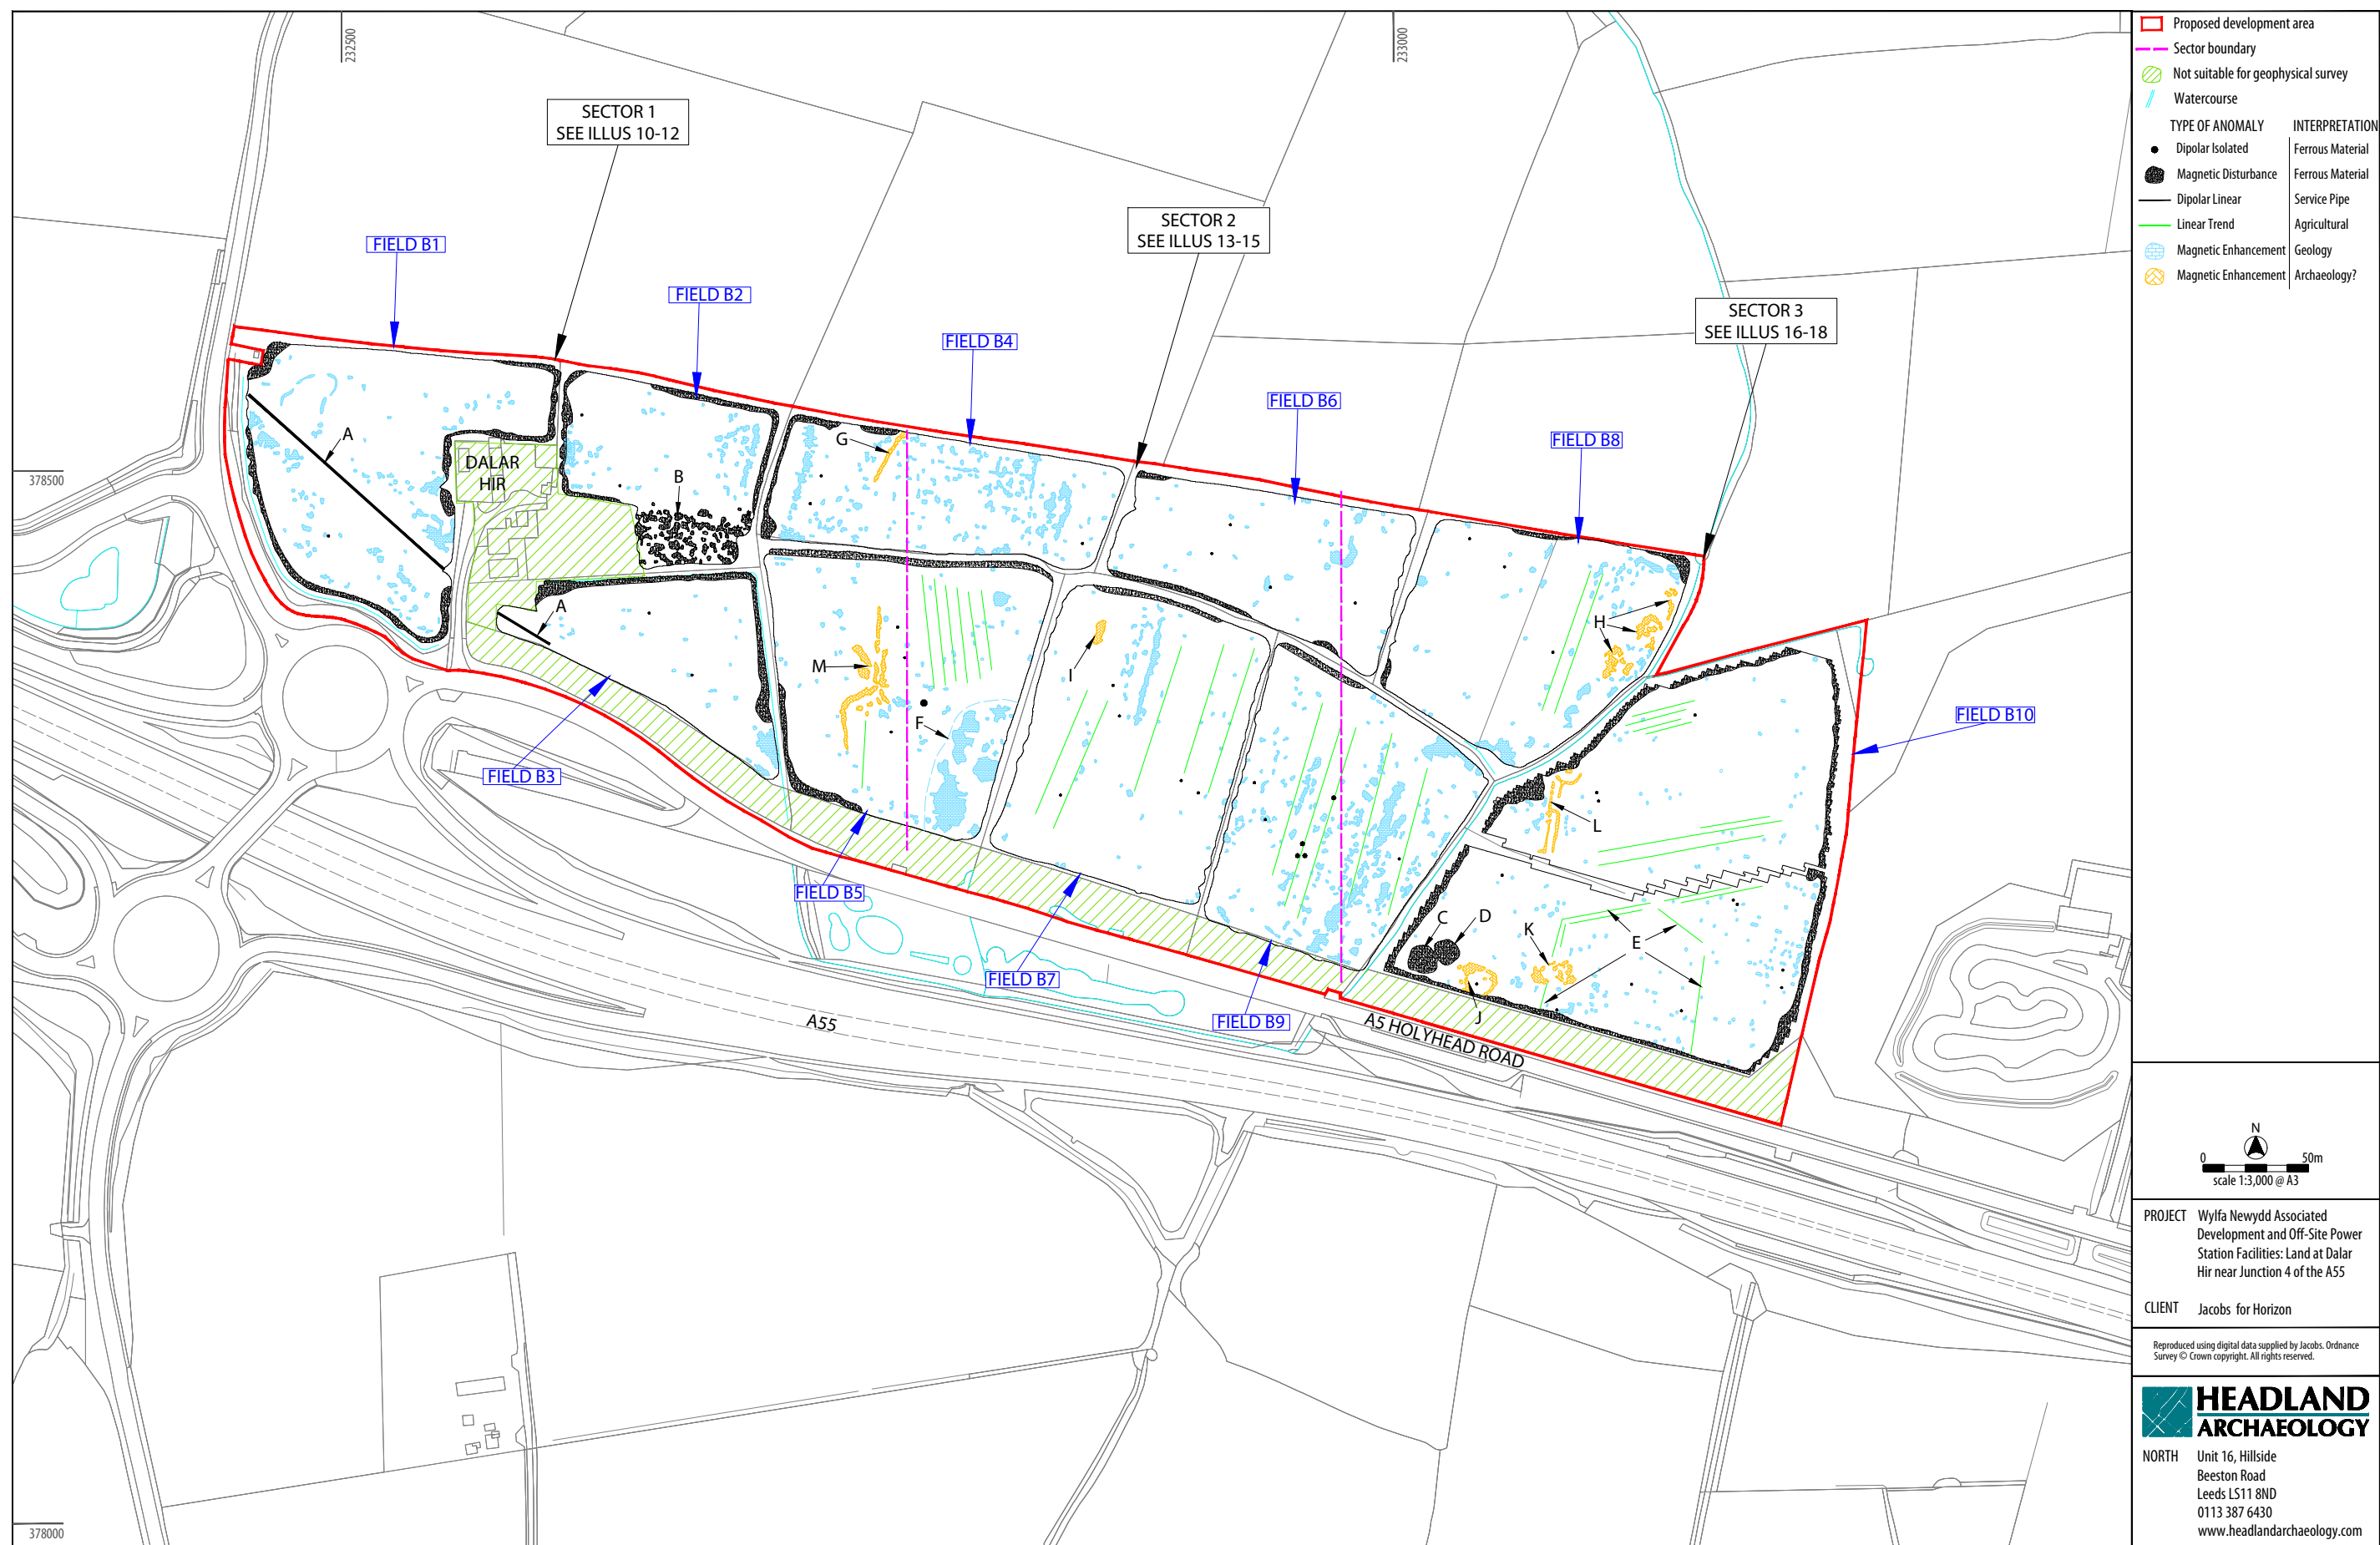 232500
233000
378500
378000
SECTOR 1
SEE ILLUS 10-12
SECTOR 2
SEE ILLUS 13-15
SECTOR 3
SEE ILLUS 16-18
FIELD B1
FIELD B2
FIELD B4
FIELD B6
FIELD B8
FIELD B10
FIELD B3
FIELD B5
FIELD B7
FIELD B9
DALAR
HIR
A
B
G
A
M
F
I
H
L
C
D
K
E
J
A55
A5 HOLYHEAD ROAD
Proposed development area
Sector boundary
Not suitable for geophysical survey
Watercourse
TYPE OF ANOMALY INTERPRETATION
Dipolar Isolated Ferrous Material
Magnetic Disturbance Ferrous Material
Dipolar Linear Service Pipe
Linear Trend Agricultural
Magnetic Enhancement Geology
Magnetic Enhancement Archaeology?
N
0 50m
scale 1:3,000 @ A3
PROJECT Wylfa Newydd Associated
Development and Off-Site Power
Station Facilities: Land at Dalar
Hir near Junction 4 of the A55
CLIENT Jacobs for Horizon
Reproduced using digital data supplied by Jacobs. Ordnance
Survey © Crown copyright. All rights reserved.
HEADLAND
ARCHAEOLOGY
NORTH Unit 16, Hillside
Beeston Road
Leeds LS11 8ND
0113 387 6430
www.headlandarchaeology.com